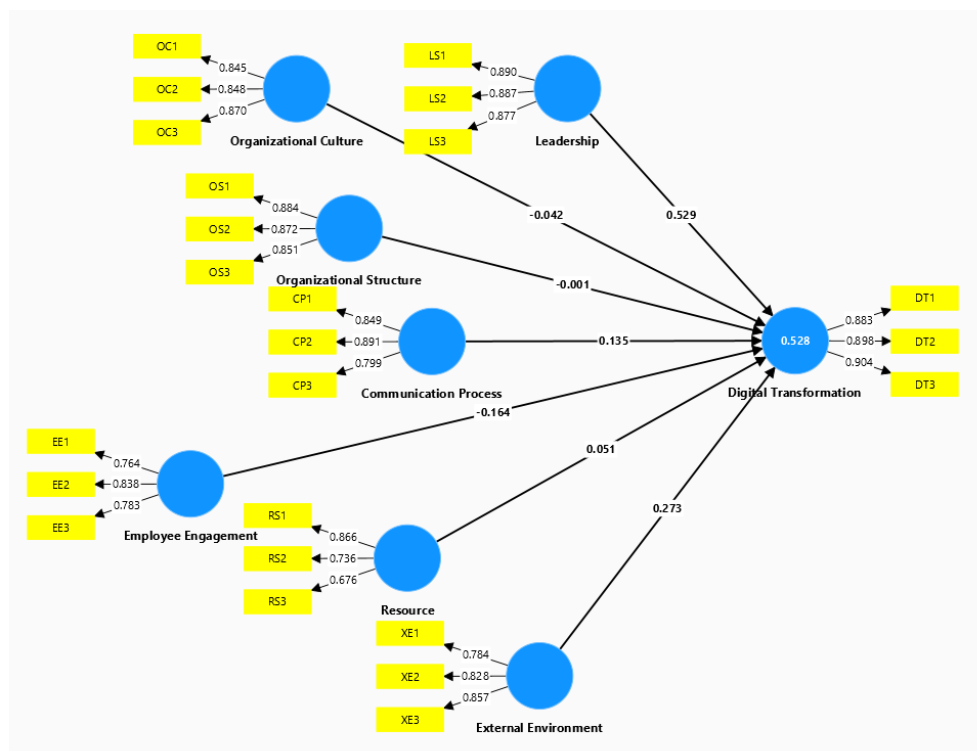 OC1
0.845
OC2
0.848
OC3
0.870
Organizational Culture
LS1
0.890
LS2
0.887
LS3
0.877
Leadership
OS1
0.884
OS2
0.872
OS3
0.851
Organizational Structure
-0.042
0.529
-0.001
CP1
0.849
CP2
0.891
CP3
0.799
Communication Process
0.135
0.528
Digital Transformation
DT1
0.883
DT2
0.898
DT3
0.904
-0.164
EE1
0.764
EE2
0.838
EE3
0.783
Employee Engagement
0.051
RS1
0.866
RS2
0.736
RS3
0.676
Resource
0.273
XE1
0.784
XE2
0.828
XE3
0.857
External Environment